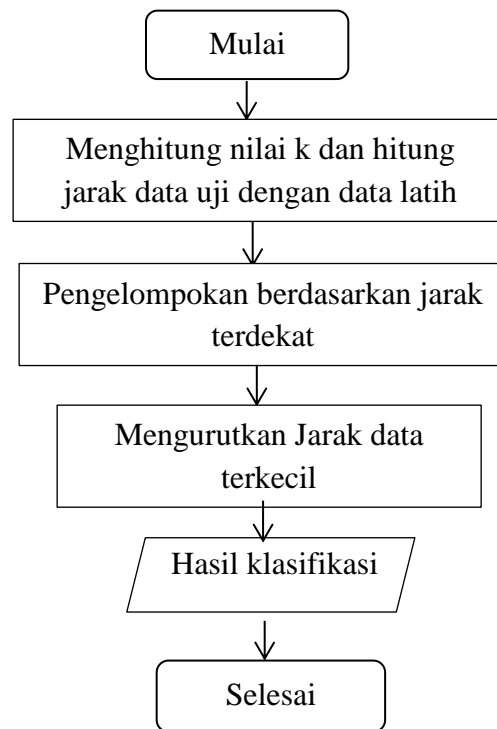 Mulai
Menghitung nilai k dan hitung
jarak data uji dengan data latih
Pengelompokan berdasarkan jarak
terdekat
Mengurutkan Jarak data
terkecil
Hasil klasifikasi
Selesai